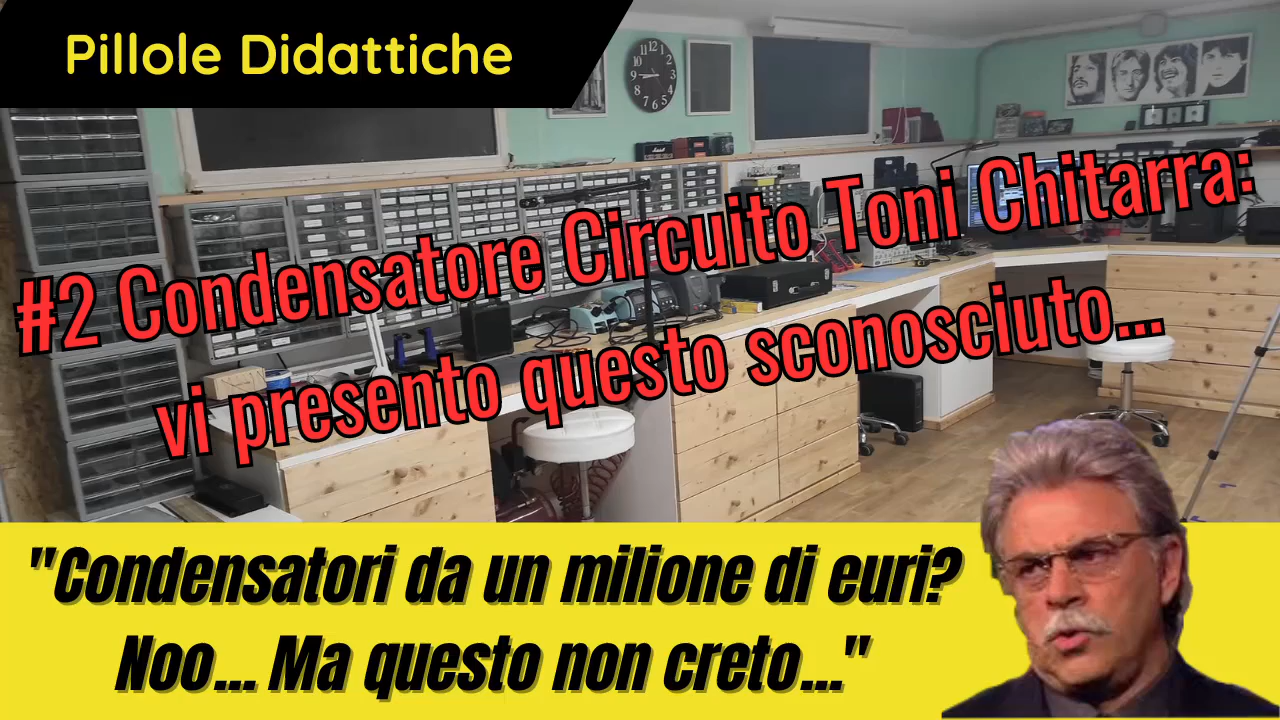 Pillole Didattiche
#2 Condensatore Circuito Toni Chitarra:
vi presento questo sconosciuto...
"Condensatori da un milione di euri?
Noo... Ma questo non creto..."